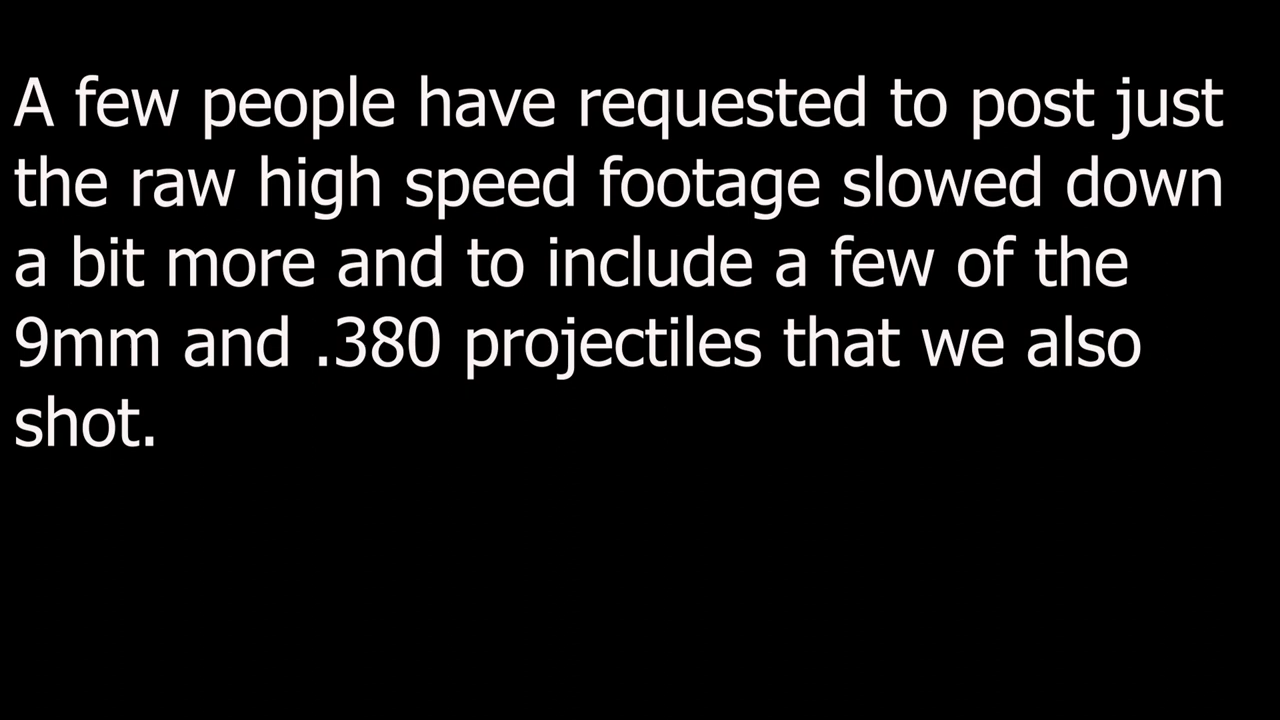 A few people have requested to post just
the raw high speed footage slowed down
a bit more and to include a few of the
9mm and .380 projectiles that we also
shot.